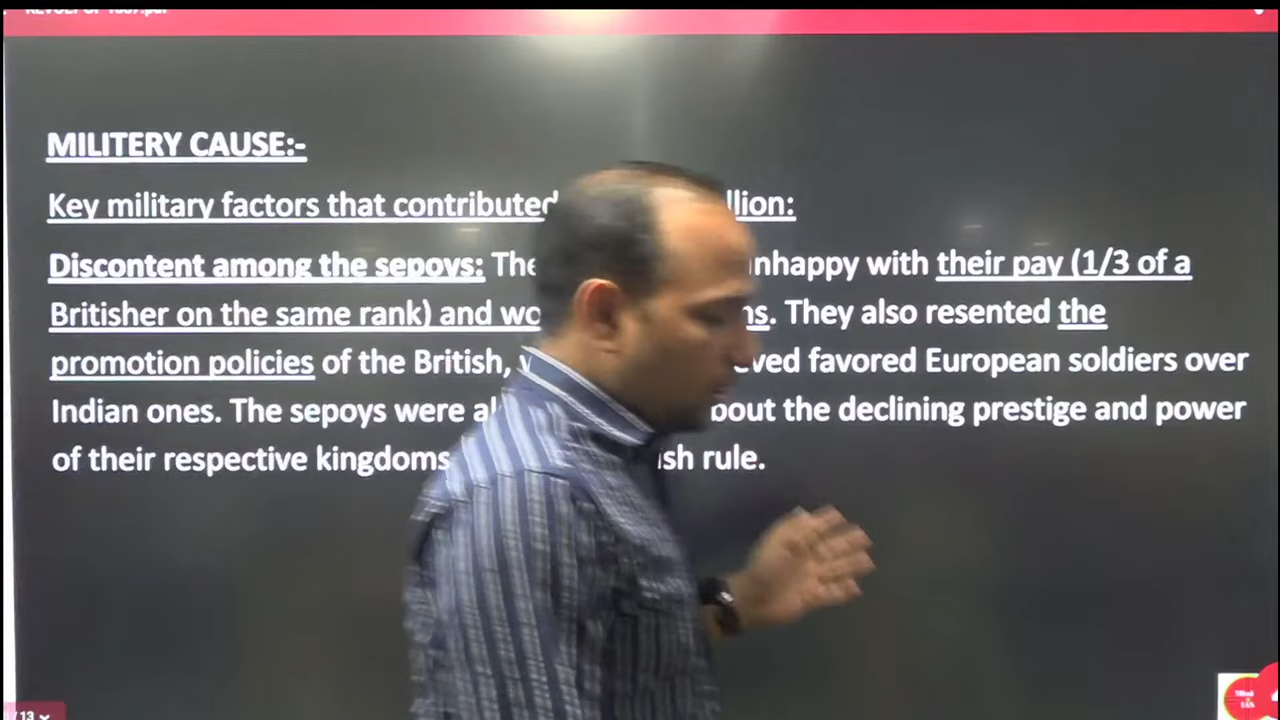 MILITERY CAUSE:-
Key military factors that contributed llion:
Discontent among the sepoys: The nhappy with their pay (1/3 of a
Britisher on the same rank) and wo ns. They also resented the
promotion policies of the British, eved favored European soldiers over
Indian ones. The sepoys were al bout the declining prestige and power
of their respective kingdoms sh rule.
/13